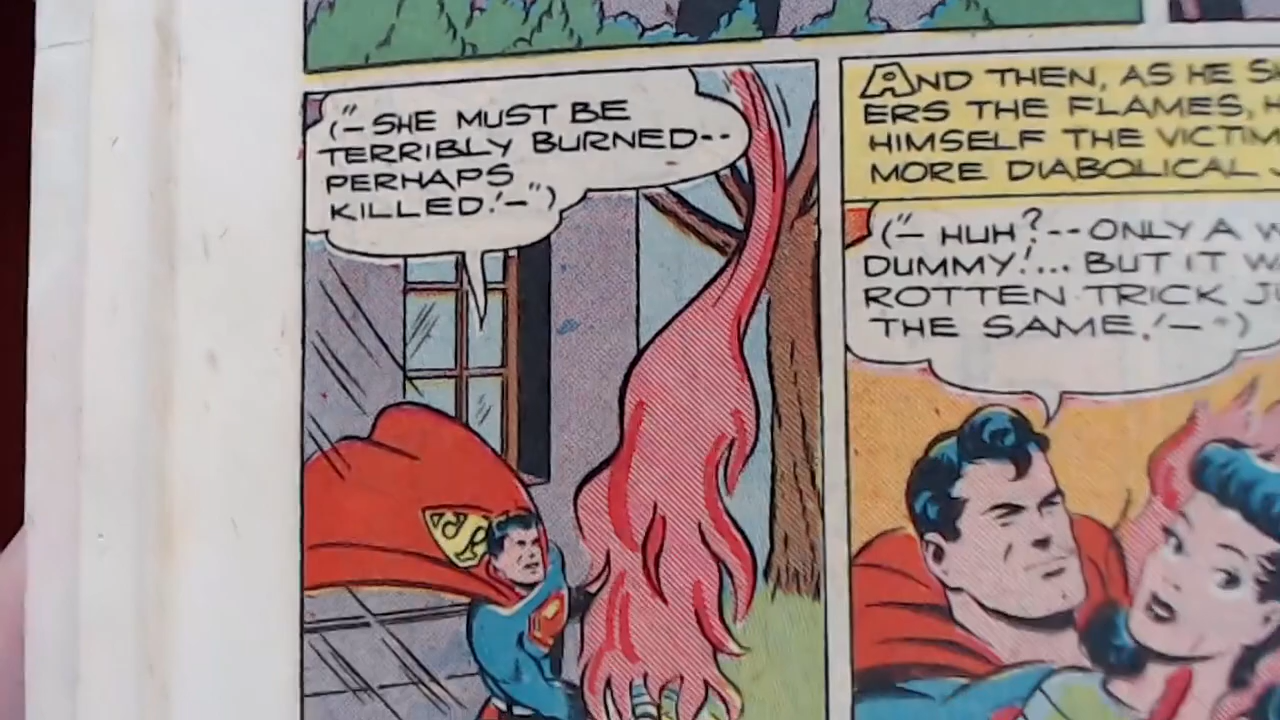 ("—SHE MUST BE
TERRIBLY BURNED--
PERHAPS
KILLED!—")
AND THEN, AS HE
ERS THE FLAMES,
HIMSELF THE VICTIM
MORE DIABOLICAL
("— HUH?--ONLY A
DUMMY!... BUT IT
ROTTEN TRICK
THE SAME!—")